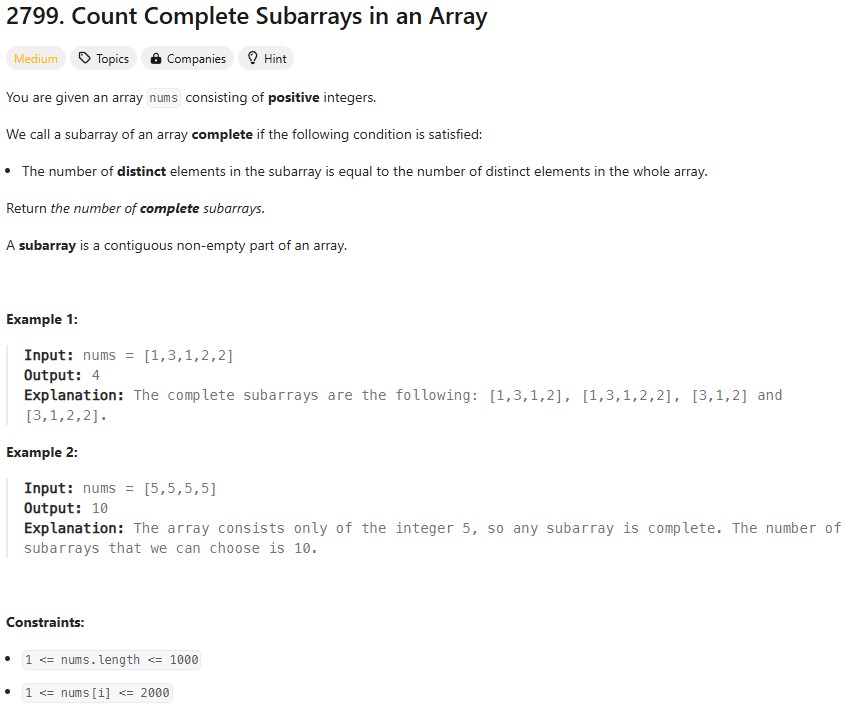 2799. Count Complete Subarrays in an Array
Medium Topics Companies Hint
You are given an array nums consisting of positive integers.
We call a subarray of an array complete if the following condition is satisfied:
• The number of distinct elements in the subarray is equal to the number of distinct elements in the whole array.
Return the number of complete subarrays.
A subarray is a contiguous non-empty part of an array.
Example 1:
Input: nums = [1,3,1,2,2]
Output: 4
Explanation: The complete subarrays are the following: [1,3,1,2], [1,3,1,2,2], [3,1,2] and
[3,1,2,2].
Example 2:
Input: nums = [5,5,5,5]
Output: 10
Explanation: The array consists only of the integer 5, so any subarray is complete. The number of
subarrays that we can choose is 10.
Constraints:
• 1 <= nums.length <= 1000
• 1 <= nums[i] <= 2000